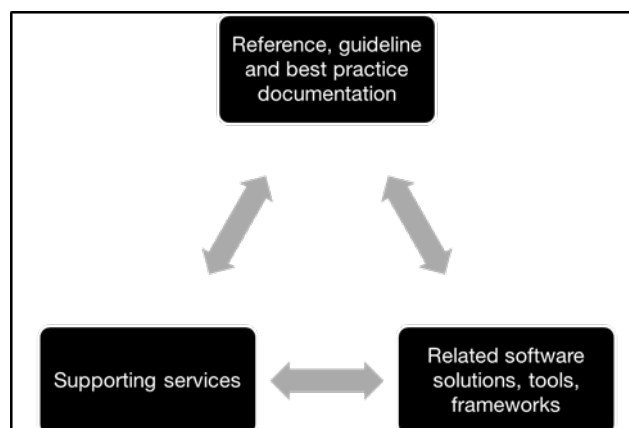 Reference, guideline
and best practice
documentation
Supporting services
Related software
solutions, tools,
frameworks